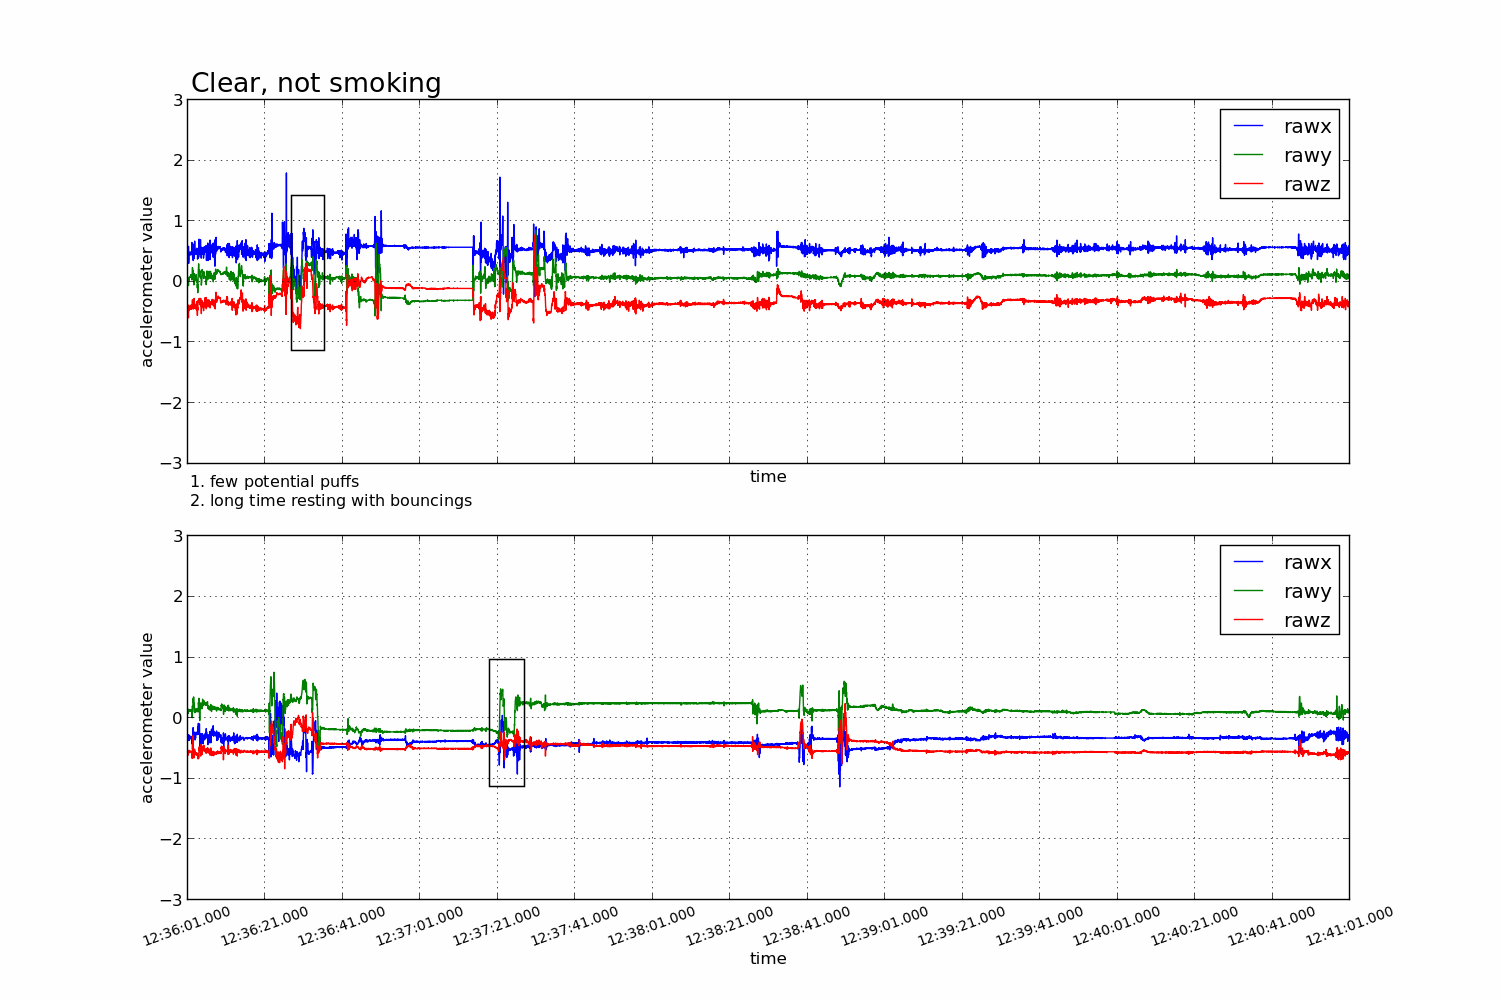 Clear, not smoking
3
2
1
0
−1
−2
−3
accelerometer value
rawx
rawy
rawz
time
1. few potential puffs
2. long time resting with bouncings
3
2
1
0
−1
−2
−3
accelerometer value
rawx
rawy
rawz
12:36:01.000
12:36:21.000
12:36:41.000
12:37:01.000
12:37:21.000
12:37:41.000
12:38:01.000
12:38:21.000
12:38:41.000
12:39:01.000
12:39:21.000
12:39:41.000
12:40:01.000
12:40:21.000
12:40:41.000
12:41:01.000
time